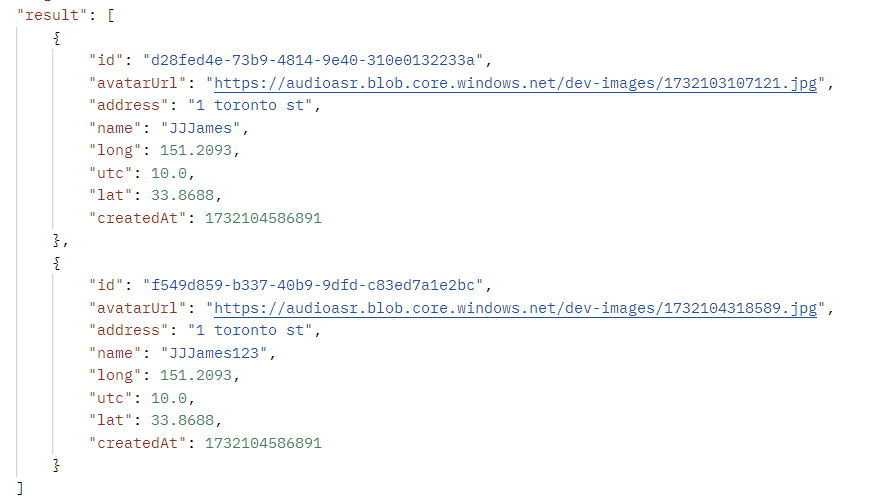 "result": [
{
"id": "d28fed4e-73b9-4814-9e40-310e0132233a",
"avatarUrl": "https://audioasr.blob.core.windows.net/dev-images/1732103107121.jpg",
"address": "1 toronto st",
"name": "JJJames",
"long": 151.2093,
"utc": 10.0,
"lat": 33.8688,
"createdAt": 1732104586891
},
{
"id": "f549d859-b337-40b9-9dfd-c83ed7a1e2bc",
"avatarUrl": "https://audioasr.blob.core.windows.net/dev-images/1732104318589.jpg",
"address": "1 toronto st",
"name": "JJJames123",
"long": 151.2093,
"utc": 10.0,
"lat": 33.8688,
"createdAt": 1732104586891
}
]